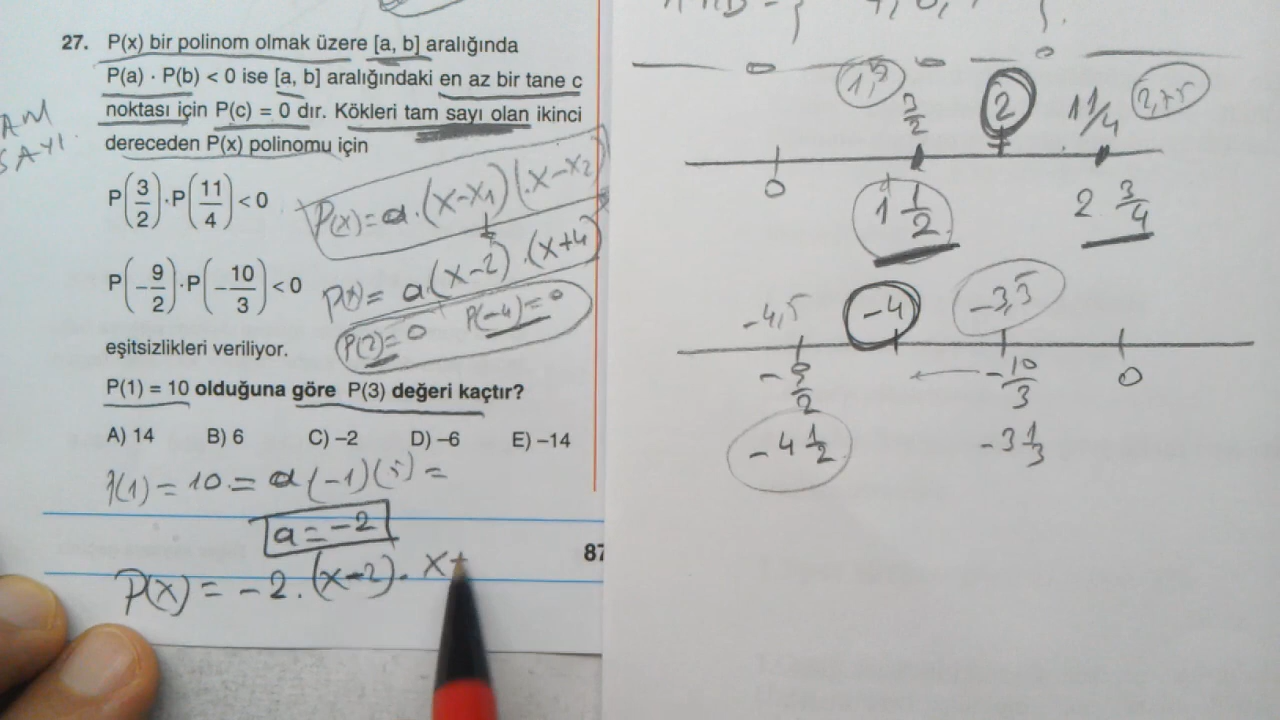 27. P(x) bir polinom olmak üzere [a, b] aralığında
P(a) . P(b) < 0 ise [a, b] aralığındaki en az bir tane c
noktası için P(c) = 0 dır. Kökleri tam sayı olan ikinci
dereceden P(x) polinomu için
P(3/2) . P(11/4) < 0
P(-9/2) . P(-10/3) < 0
eşitsizlikleri veriliyor.
P(1) = 10 olduğuna göre P(3) değeri kaçtır?
A) 14 B) 6 C) –2 D) –6 E) –14
87
SAYI
P(x) = a . (x-x1) (x-x2)
P(x) = a . (x-2) . (x+4)
P(2) = 0 P(-4) = 0
P(1) = 10 = a (-1) (5) =
a = -2
P(x) = -2 . (x-2) . x+
2 11/4 2,75
0 1 1/2 2 3/4
-4,5 -4 -3,5
-9/2 -10/3 0
-4 1/2 -3 1/3